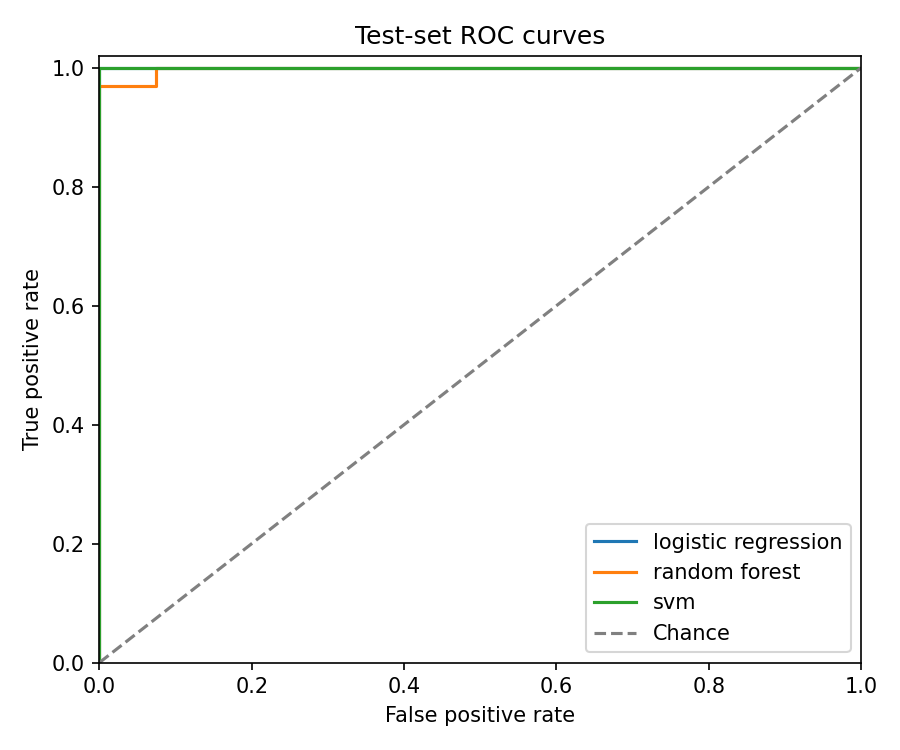 Test-set ROC curves
True positive rate
1.0
0.8
0.6
0.4
0.2
0.0
0.0 0.2 0.4 0.6 0.8 1.0
False positive rate
logistic regression
random forest
svm
Chance